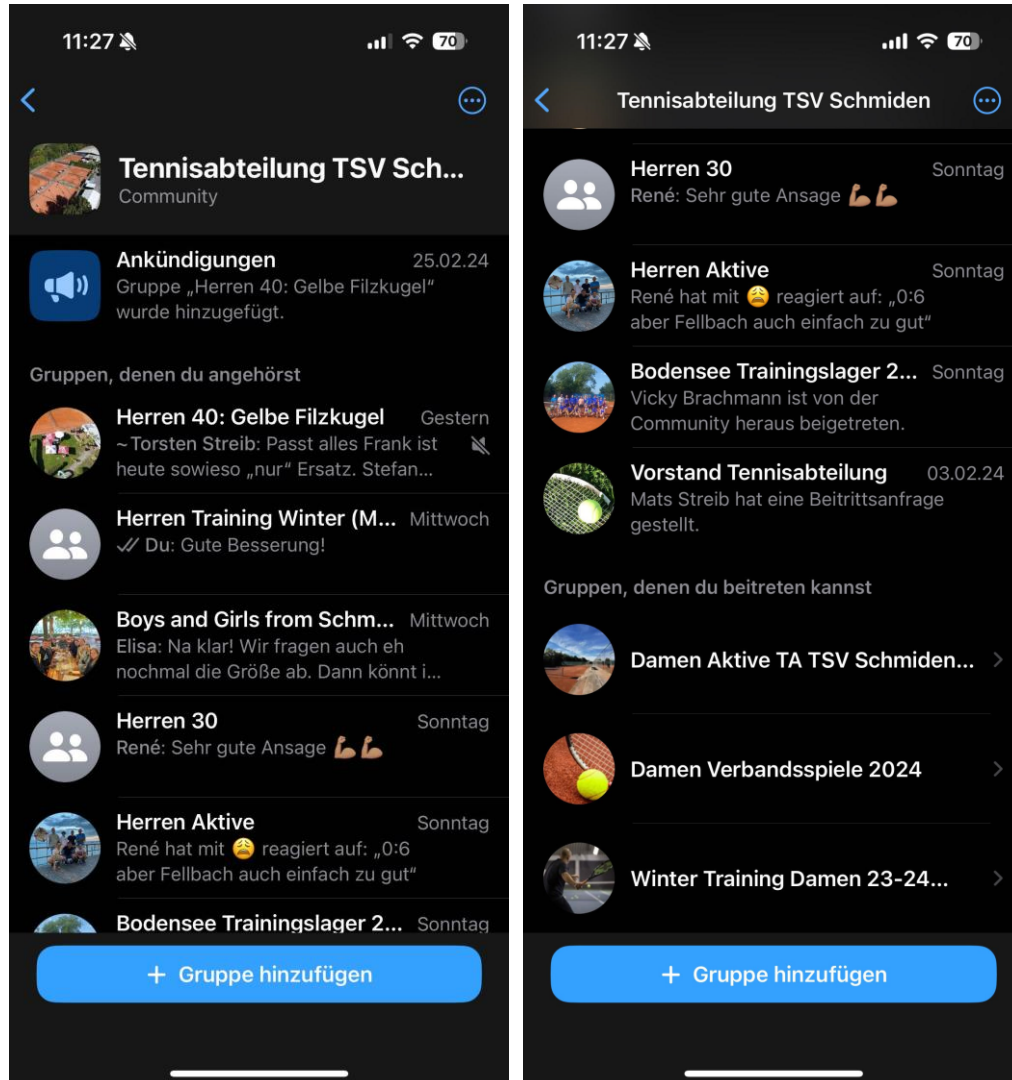 11:27
70
Tennisabteilung TSV Sch...
Community
Ankündigungen 25.02.24
Gruppe „Herren 40: Gelbe Filzkugel“
wurde hinzugefügt.
Gruppen, denen du angehörst
Herren 40: Gelbe Filzkugel Gestern
~ Torsten Streib: Passt alles Frank ist
heute sowieso „nur“ Ersatz. Stefan...
Herren Training Winter (M... Mittwoch
Du: Gute Besserung!
Boys and Girls from Schm... Mittwoch
Elisa: Na klar! Wir fragen auch eh
nochmal die Größe ab. Dann könnt i...
Herren 30 Sonntag
René: Sehr gute Ansage 💪🏽💪🏽
Herren Aktive Sonntag
René hat mit 😩 reagiert auf: „0:6
aber Fellbach auch einfach zu gut“
Bodensee Trainingslager 2... Sonntag
+ Gruppe hinzufügen
11:27
70
Tennisabteilung TSV Schmiden
Herren 30 Sonntag
René: Sehr gute Ansage 💪🏽💪🏽
Herren Aktive Sonntag
René hat mit 😩 reagiert auf: „0:6
aber Fellbach auch einfach zu gut“
Bodensee Trainingslager 2... Sonntag
Vicky Brachmann ist von der
Community heraus beigetreten.
Vorstand Tennisabteilung 03.02.24
Mats Streib hat eine Beitrittsanfrage
gestellt.
Gruppen, denen du beitreten kannst
Damen Aktive TA TSV Schmiden...
Damen Verbandsspiele 2024
Winter Training Damen 23-24...
+ Gruppe hinzufügen